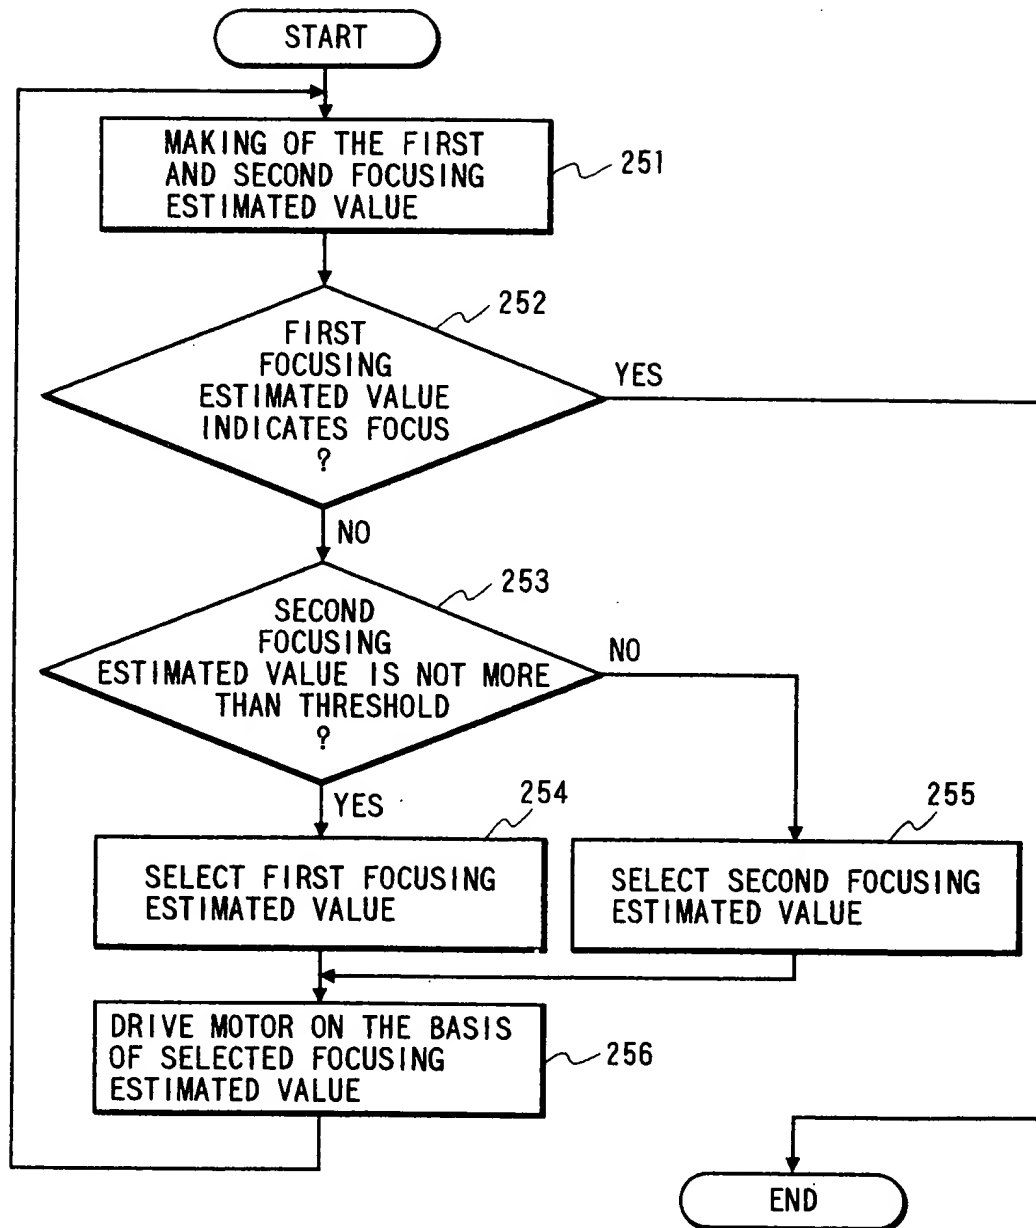 START
MAKING OF THE FIRST
AND SECOND FOCUSING
ESTIMATED VALUE
251
252
FIRST
FOCUSING
ESTIMATED VALUE
INDICATES FOCUS
?
YES
NO
253
SECOND
FOCUSING
ESTIMATED VALUE IS NOT MORE
THAN THRESHOLD
?
NO
YES
254
255
SELECT FIRST FOCUSING
ESTIMATED VALUE
SELECT SECOND FOCUSING
ESTIMATED VALUE
DRIVE MOTOR ON THE BASIS
OF SELECTED FOCUSING
ESTIMATED VALUE
256
END